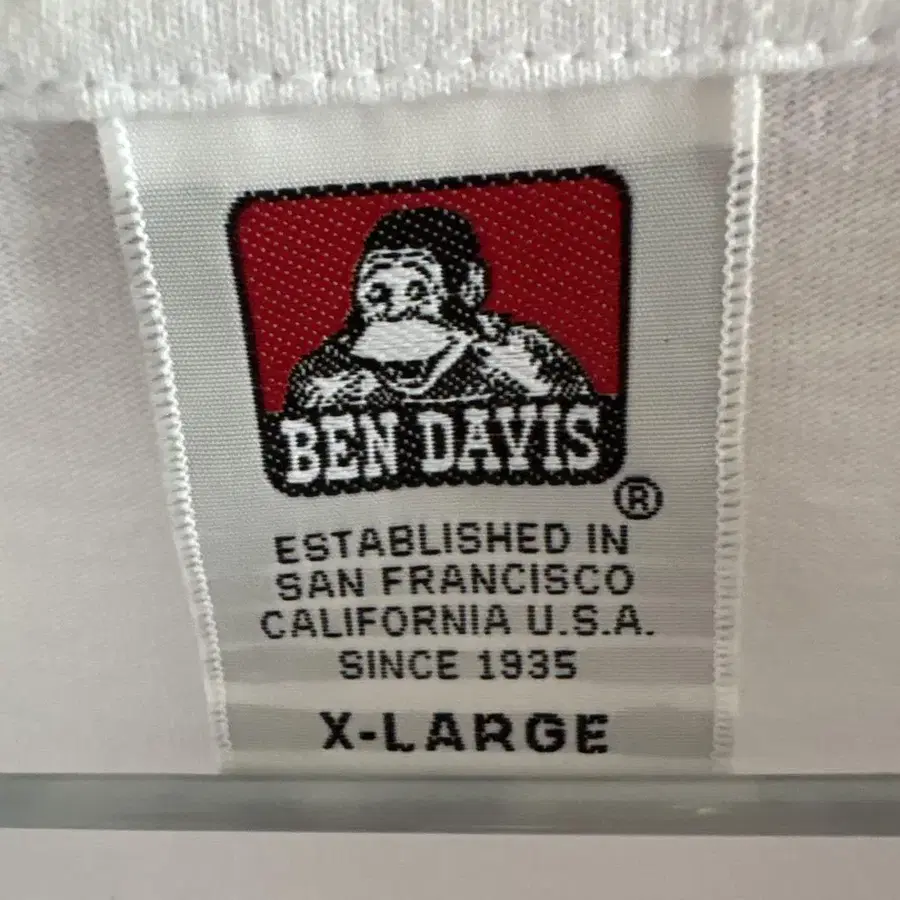 BEN DAVIS
®
ESTABLISHED IN
SAN FRANCISCO
CALIFORNIA U.S.A.
SINCE 1935
X-LARGE